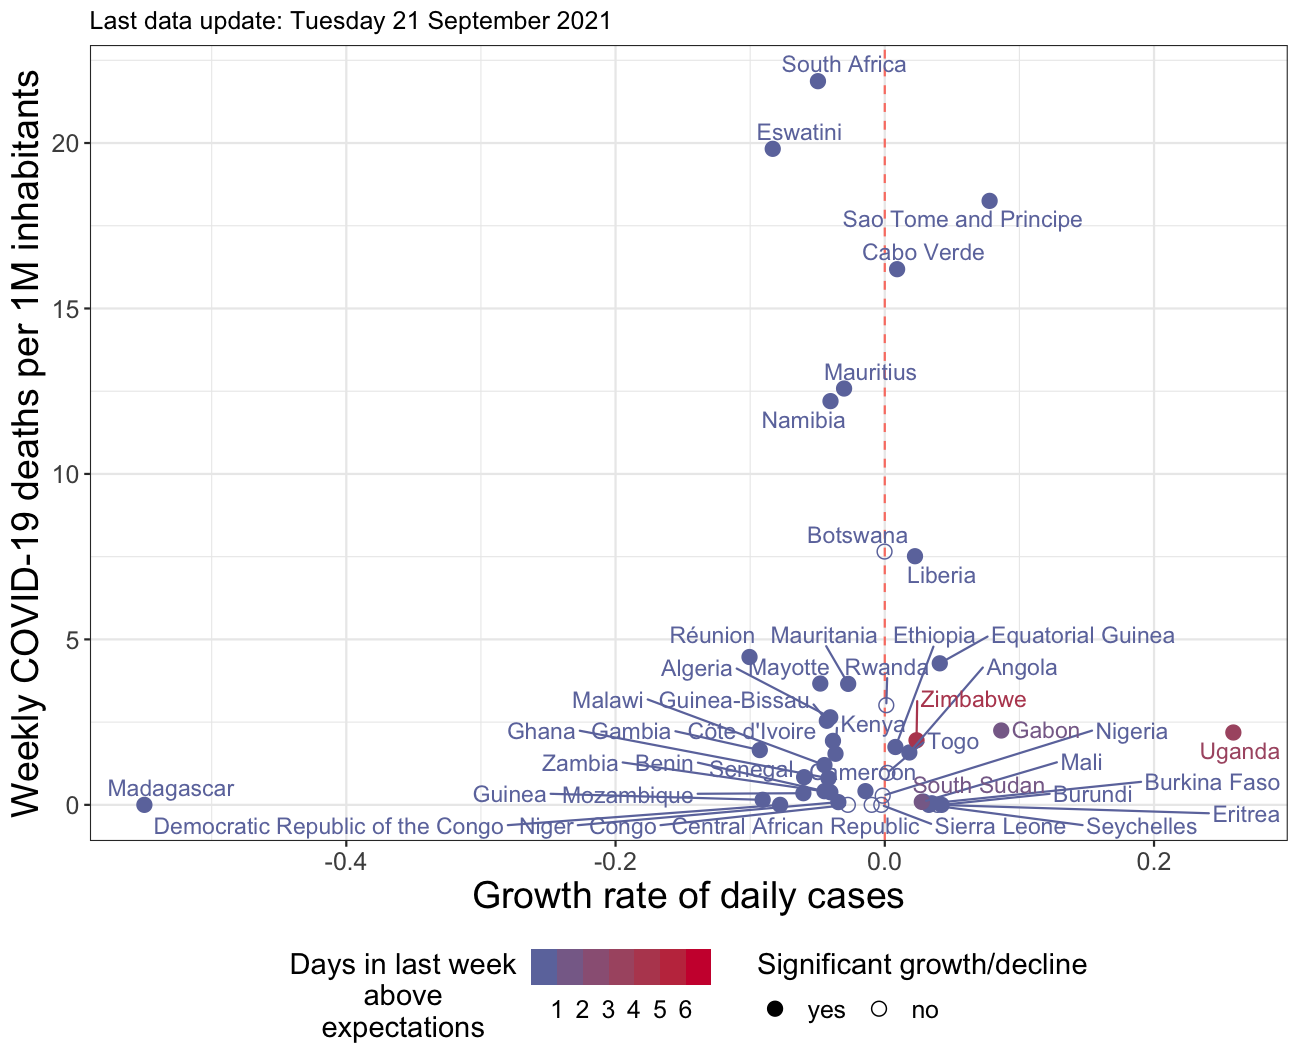 Last data update: Tuesday 21 September 2021
Weekly COVID-19 deaths per 1M inhabitants
20
15
10
5
0
South Africa
Eswatini
Sao Tome and Principe
Cabo Verde
Mauritius
Namibia
Botswana
Liberia
Réunion Mauritania Ethiopia Equatorial Guinea
Algeria Mayotte Rwanda Angola
Malawi Guinea-Bissau Zimbabwe
Ghana Gambia Côte d'Ivoire Kenya Togo Gabon Nigeria
Uganda
Zambia Benin Senegal Cameroon Mali
Madagascar Guinea Mozambique South Sudan Burundi Burkina Faso
Eritrea
Democratic Republic of the Congo Niger Congo Central African Republic Sierra Leone Seychelles
-0.4 -0.2 0.0 0.2
Growth rate of daily cases
Days in last week
above
expectations
1 2 3 4 5 6
Significant growth/decline
yes no